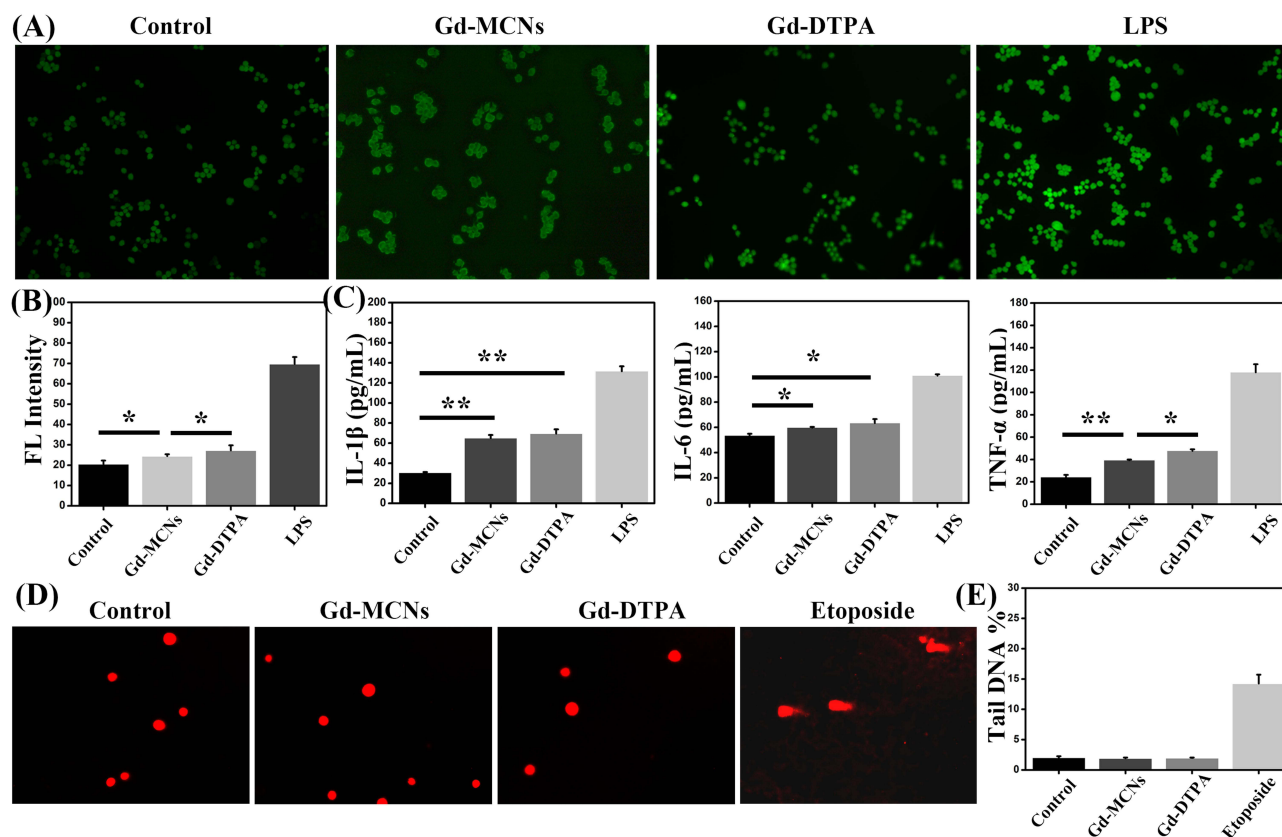 (A)
Control
Gd-MCNs
Gd-DTPA
LPS
(B)
FL Intensity
100
90
80
70
60
50
40
30
20
10
0
*
*
Control
Gd-MCNs
Gd-DTPA
LPS
(C)
IL-1β (pg/mL)
200
180
160
140
120
100
80
60
40
20
0
**
**
Control
Gd-MCNs
Gd-DTPA
LPS
IL-6 (pg/mL)
160
140
120
100
80
60
40
20
0
*
*
Control
Gd-MCNs
Gd-DTPA
LPS
TNF-α (pg/mL)
180
160
140
120
100
80
60
40
20
0
**
*
Control
Gd-MCNs
Gd-DTPA
LPS
(D)
Control
Gd-MCNs
Gd-DTPA
Etoposide
(E)
Tail DNA %
30
25
20
15
10
5
0
Control
Gd-MCNs
Gd-DTPA
Etoposide